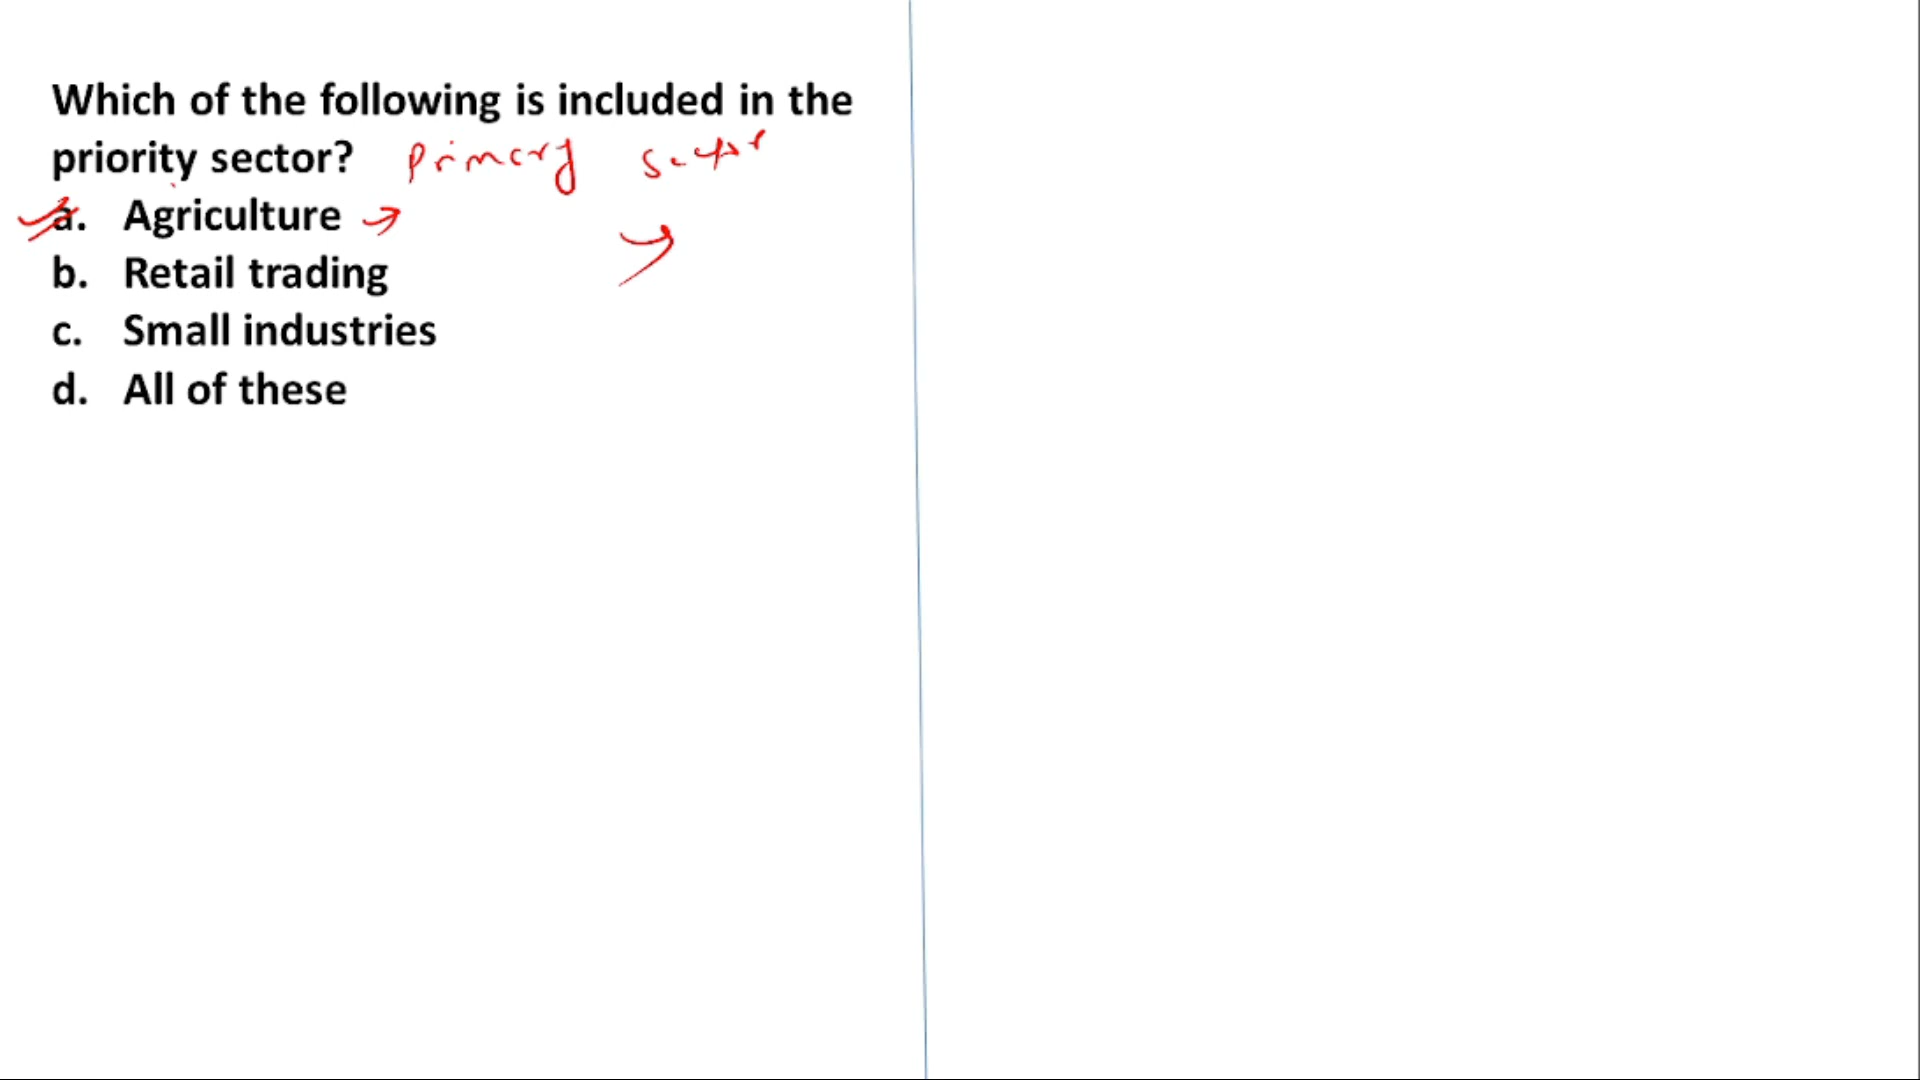 Which of the following is included in the
priority sector? Primary sector
a. Agriculture
b. Retail trading
c. Small industries
d. All of these